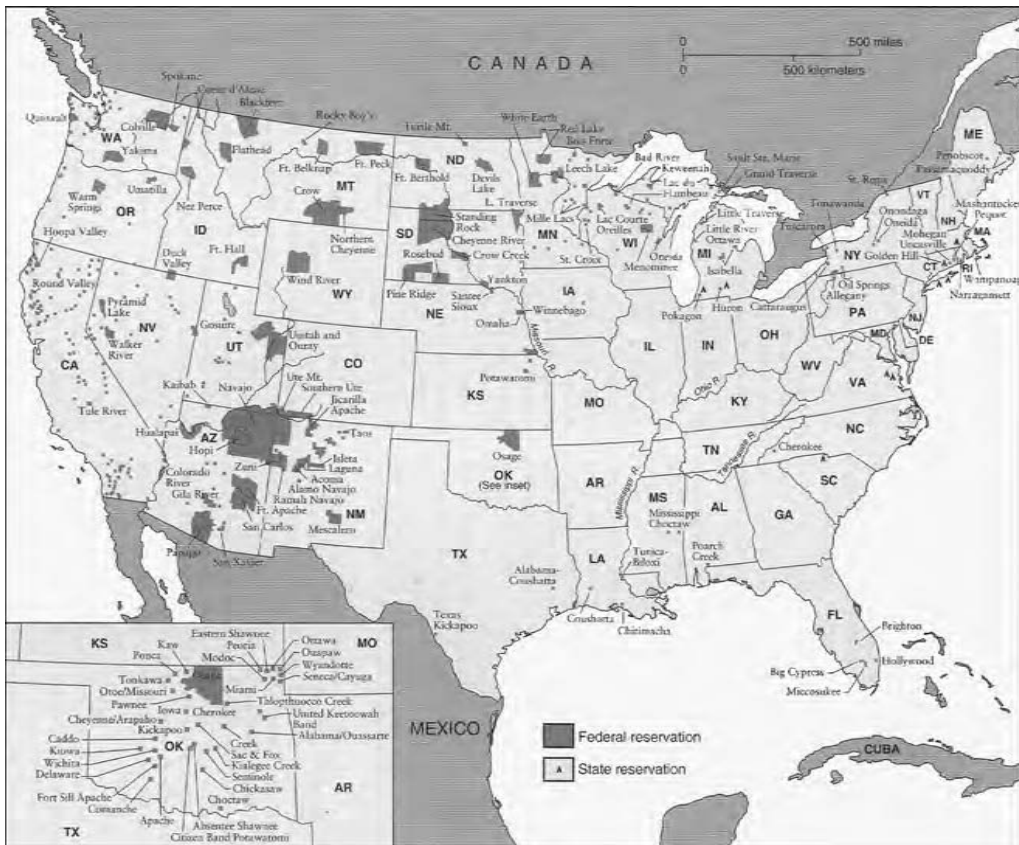 CANADA
0 500 miles
0 500 kilometers
Spokane
Coeur d'Alene
Blackfeet
Quinault
Colville
WA
Yakima
Flathead
Rocky Boy's
Ft. Belknap
Ft. Peck
MT
Crow
Northern
Cheyenne
Turtle Mt.
ND
Ft. Berthold
Devils
Lake
White Earth
Red Lake
Bois Forte
Leech Lake
L. Traverse
Mille Lacs
MN
St. Croix
Bad River
Keweenah
Lac du
Flambeau
Lac Courte
Oreilles
WI
Oneida
Menominee
Sault Ste. Marie
Grand Traverse
Little Traverse
Little River
Ottawa
MI
Isabella
Pokagon
Huron
ME
Penobscot
Passamaquoddy
St. Regis
VT
NH
Tonawanda
Tuscarora
Onondaga
Oneida
NY
Oil Springs
Allegany
Cattaraugus
Mashantucket
Pequot
MA
Mohegan
Uncasville
Golden Hill
CT
RI
Wampanoag
Narragansett
Warm
Springs
Umatilla
OR
Nez Perce
ID
Ft. Hall
Duck
Valley
Hoopa Valley
Round Valley
Pyramid
Lake
NV
Walker
River
CA
Tule River
Wind River
WY
SD
Standing
Rock
Cheyenne River
Crow Creek
Rosebud
Pine Ridge
Yankton
Santee
Sioux
NE
Omaha
Winnebago
IA
Missouri R.
Goshute
UT
Uintah and
Ouray
CO
Ute Mt.
Southern Ute
Jicarilla
Apache
Kaibab
Navajo
Taos
Hualapai
AZ
Hopi
Zuni
Isleta
Laguna
Acoma
Alamo Navajo
Ramah Navajo
Colorado
River
Gila River
Ft. Apache
San Carlos
NM
Mescalero
Papago
San Xavier
KS
Potawatomi
Osage
OK
(See inset)
TX
Alabama-
Coushatta
Texas
Kickapoo
IL
IN
OH
PA
NJ
MD
DE
WV
VA
Ohio R.
KY
MO
TN
Tennessee R.
NC
Cherokee
SC
AR
Mississippi R.
MS
Mississippi
Choctaw
AL
GA
LA
Tunica-
Biloxi
Poarch
Creek
Coushatta
Chitimacha
FL
Brighton
Hollywood
Big Cypress
Miccosukee
MEXICO
CUBA
Federal reservation
State reservation
KS
MO
Eastern Shawnee
Peoria
Modoc
Ottawa
Quapaw
Wyandotte
Seneca/Cayuga
Miami
Kaw
Ponca
Tonkawa
Otoe/Missouri
Pawnee
Iowa
Cherokee
Thlopthuocco Creek
United Keetoowah
Band
Alabama/Quassarte
Cheyenne/Arapaho
Kickapoo
Caddo
Kiowa
Wichita
Delaware
OK
Creek
Sac & Fox
Kialegee Creek
Seminole
Chickasaw
Choctaw
Fort Sill Apache
Comanche
Apache
Absentee Shawnee
Citizen Band Potawatomi
AR
TX